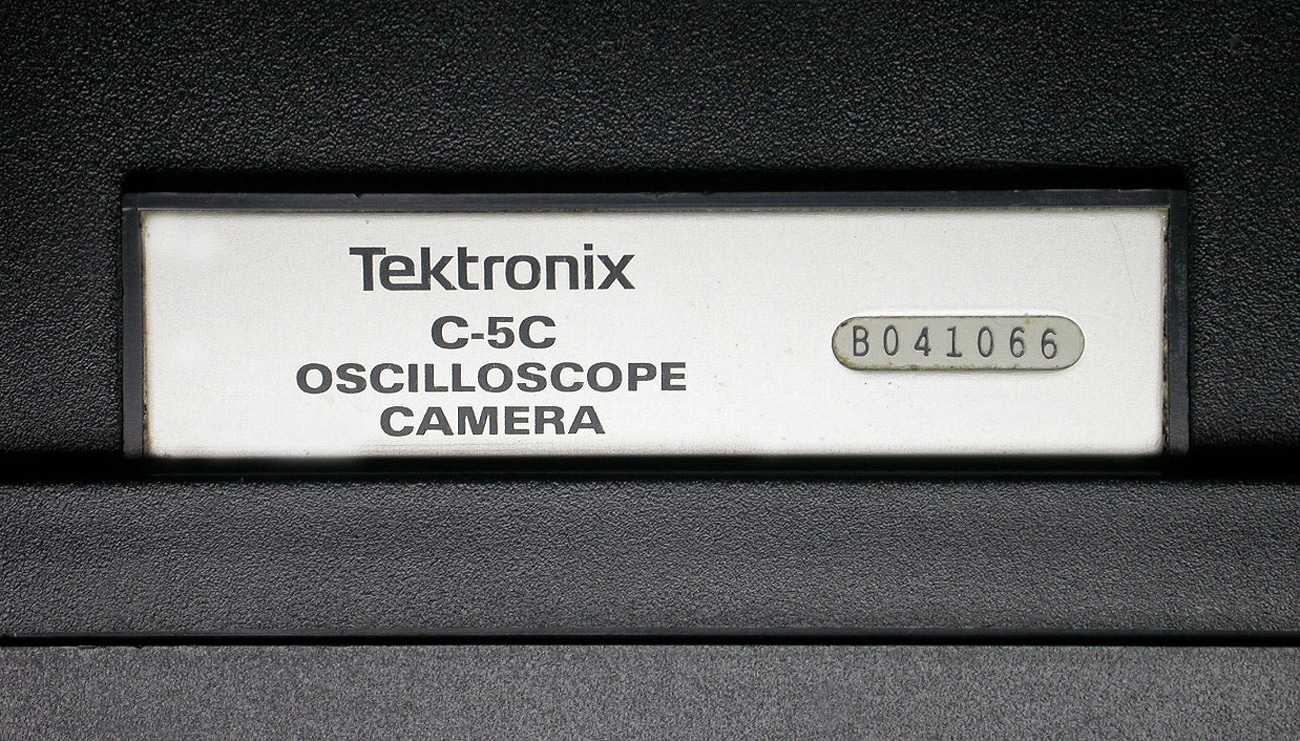 Tektronix
C-5C
OSCILLOSCOPE
CAMERA
B041066